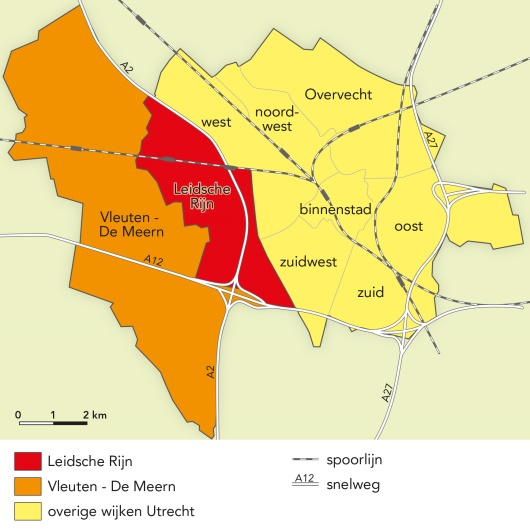 A2
Overvecht
noord-
west
west
A27
Leidsche
Rijn
binnenstad
Vleuten -
De Meern
oost
A12
zuidwest
zuid
A2
A27
0 1 2 km
Leidsche Rijn
Vleuten - De Meern
overige wijken Utrecht
spoorlijn
A12 snelweg